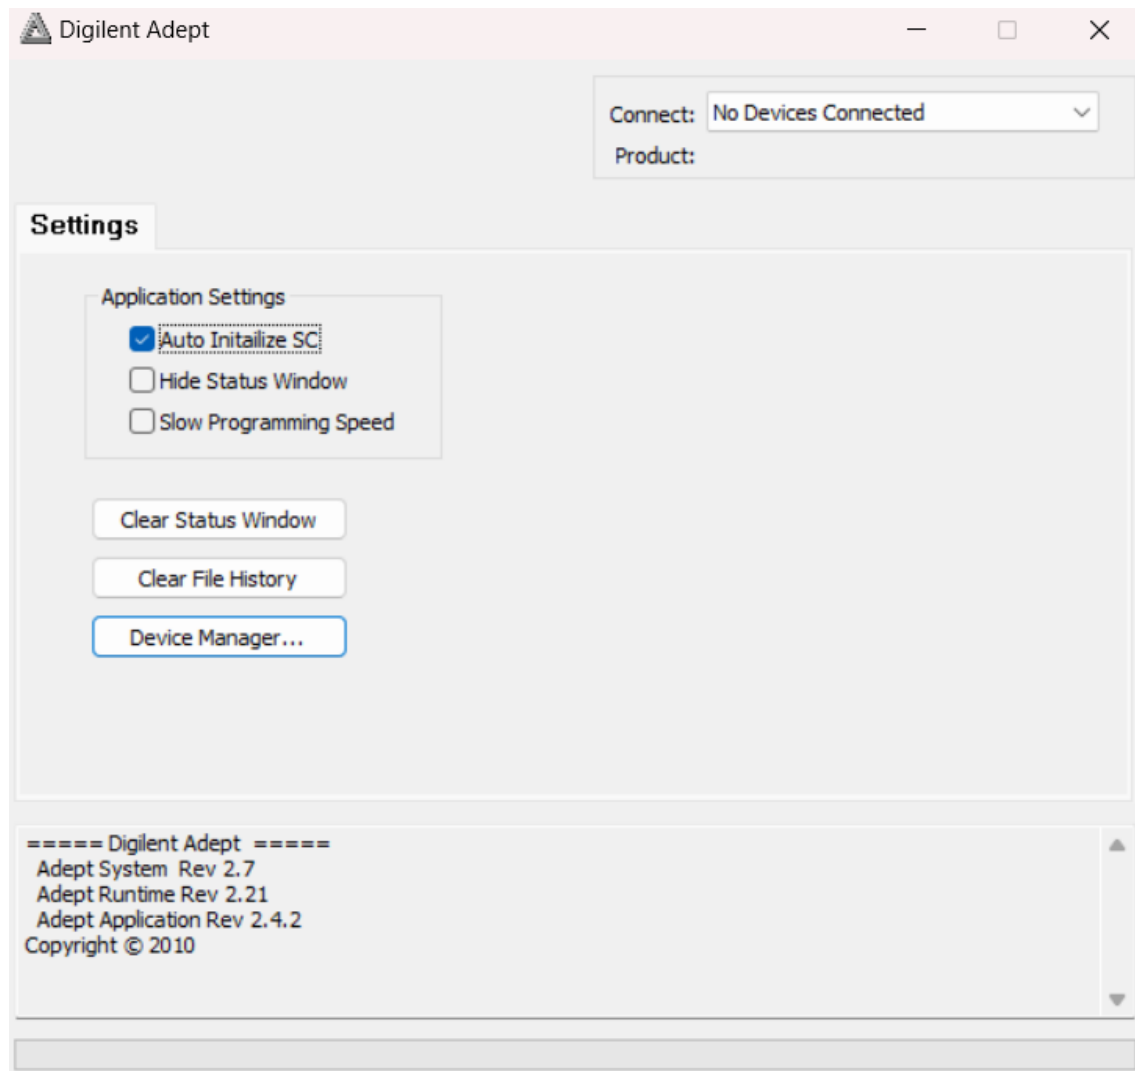 Digilent Adept
Connect: No Devices Connected
Product:
Settings
Application Settings
Auto Initailize SC
Hide Status Window
Slow Programming Speed
Clear Status Window
Clear File History
Device Manager...
===== Digilent Adept =====
Adept System Rev 2.7
Adept Runtime Rev 2.21
Adept Application Rev 2.4.2
Copyright © 2010